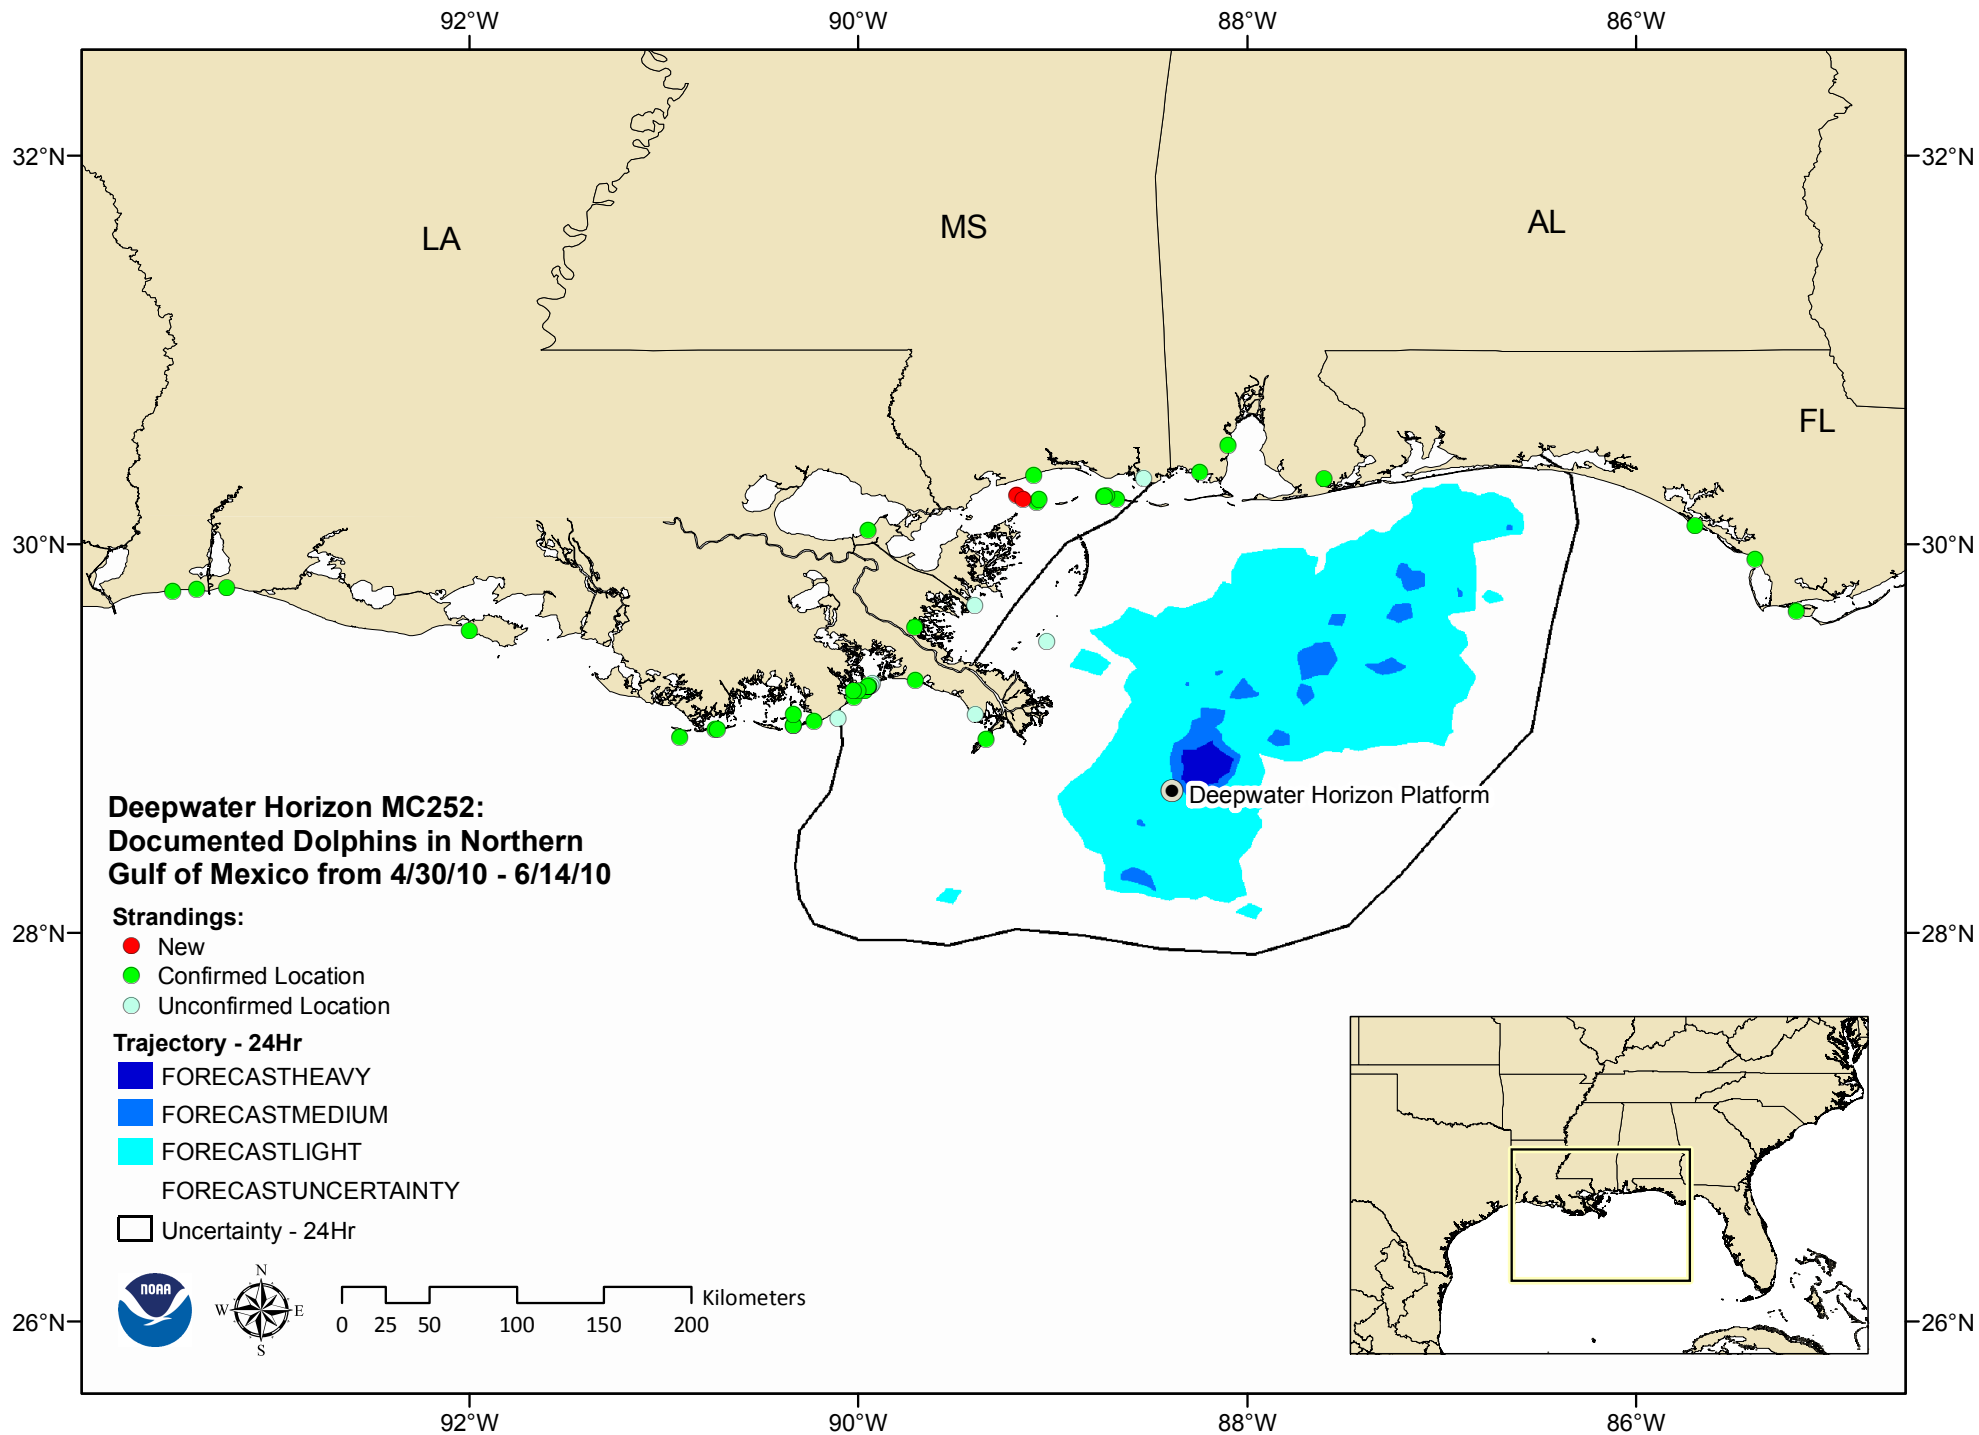 92°W
90°W
88°W
86°W
32°N
32°N
LA
MS
AL
FL
30°N
30°N
Deepwater Horizon Platform
Deepwater Horizon MC252:
Documented Dolphins in Northern
Gulf of Mexico from 4/30/10 - 6/14/10
Strandings:
28°N
28°N
New
Confirmed Location
Unconfirmed Location
Trajectory - 24Hr
FORECASTHEAVY
FORECASTMEDIUM
FORECASTLIGHT
FORECASTUNCERTAINTY
Uncertainty - 24Hr
NOAA
N
W
E
S
Kilometers
0 25 50 100 150 200
26°N
26°N
92°W
90°W
88°W
86°W